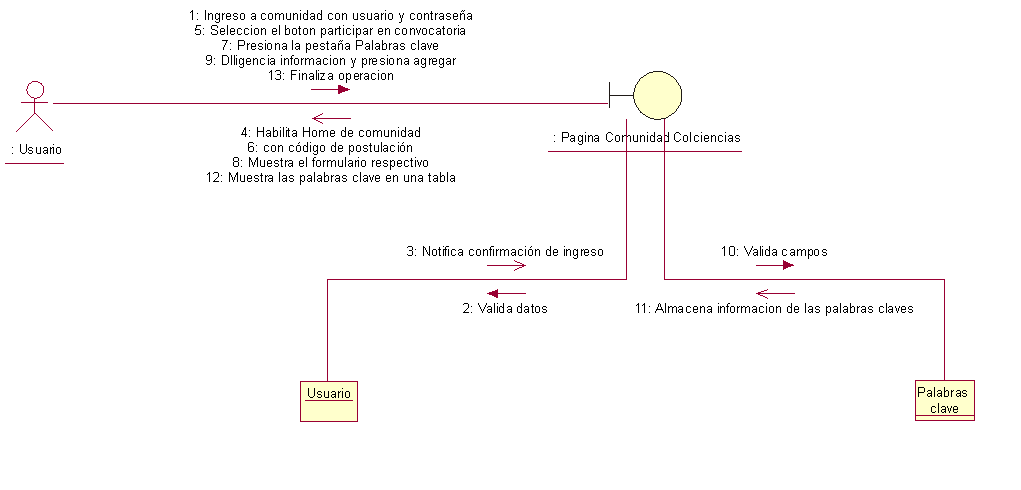 1: Ingreso a comunidad con usuario y contraseña
5: Seleccion el boton participar en convocatoria
7: Presiona la pestaña Palabras clave
9: DIligencia informacion y presiona agregar
13: Finaliza operacion
: Usuario
: Pagina Comunidad Colciencias
4: Habilita Home de comunidad
6: con código de postulación
8: Muestra el formulario respectivo
12: Muestra las palabras clave en una tabla
3: Notifica confirmación de ingreso
10: Valida campos
2: Valida datos
11: Almacena informacion de las palabras claves
Usuario
Palabras
clave